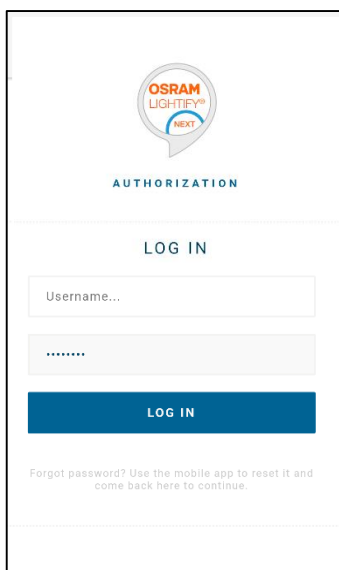 OSRAM
LIGHTIFY®
NEXT
AUTHORIZATION
LOG IN
Username...
••••••••
LOG IN
Forgot password? Use the mobile app to reset it and
come back here to continue.